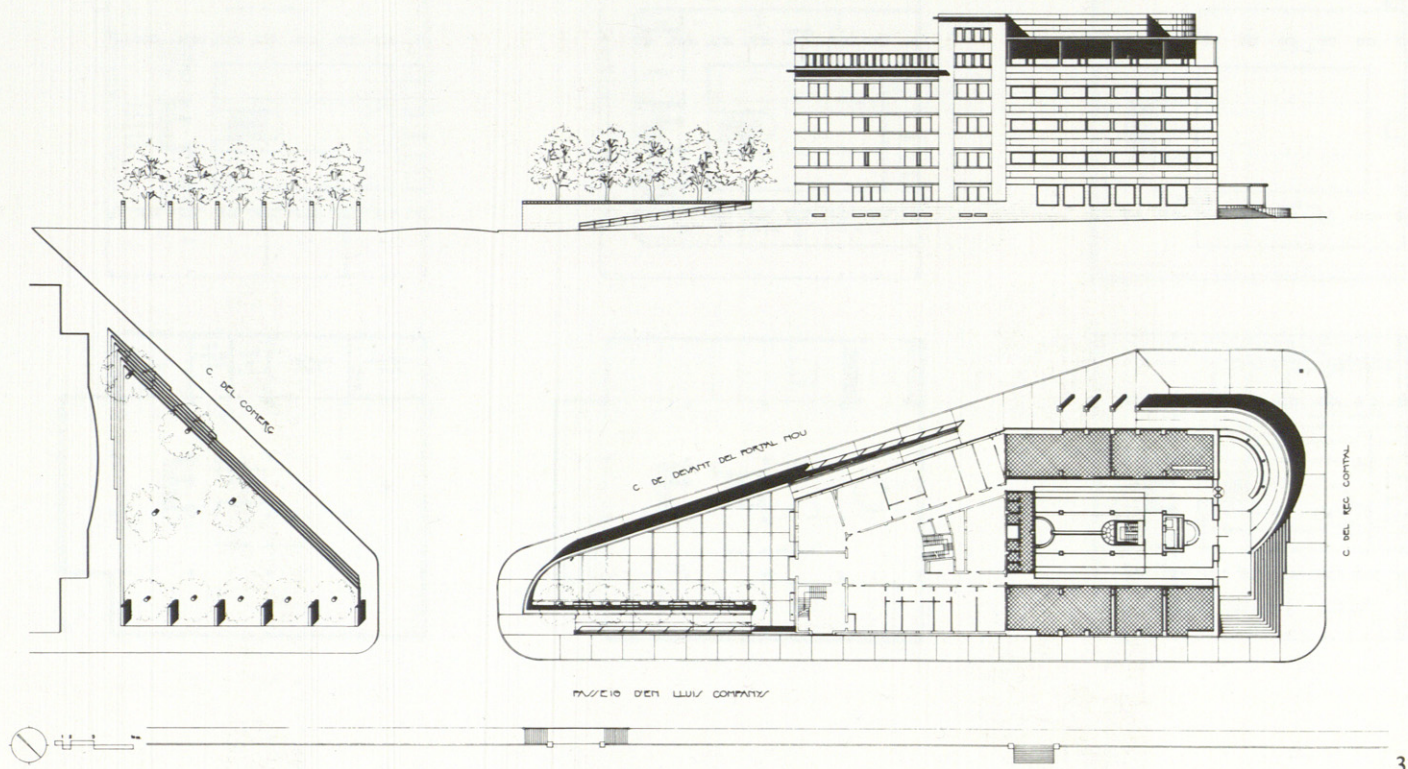 C DEL COMERÇ
C DE DEVANT DEL PORTAL NOU
C DEL REC COMTAL
PASSEIG D'EN LLUIS COMPANYS
3